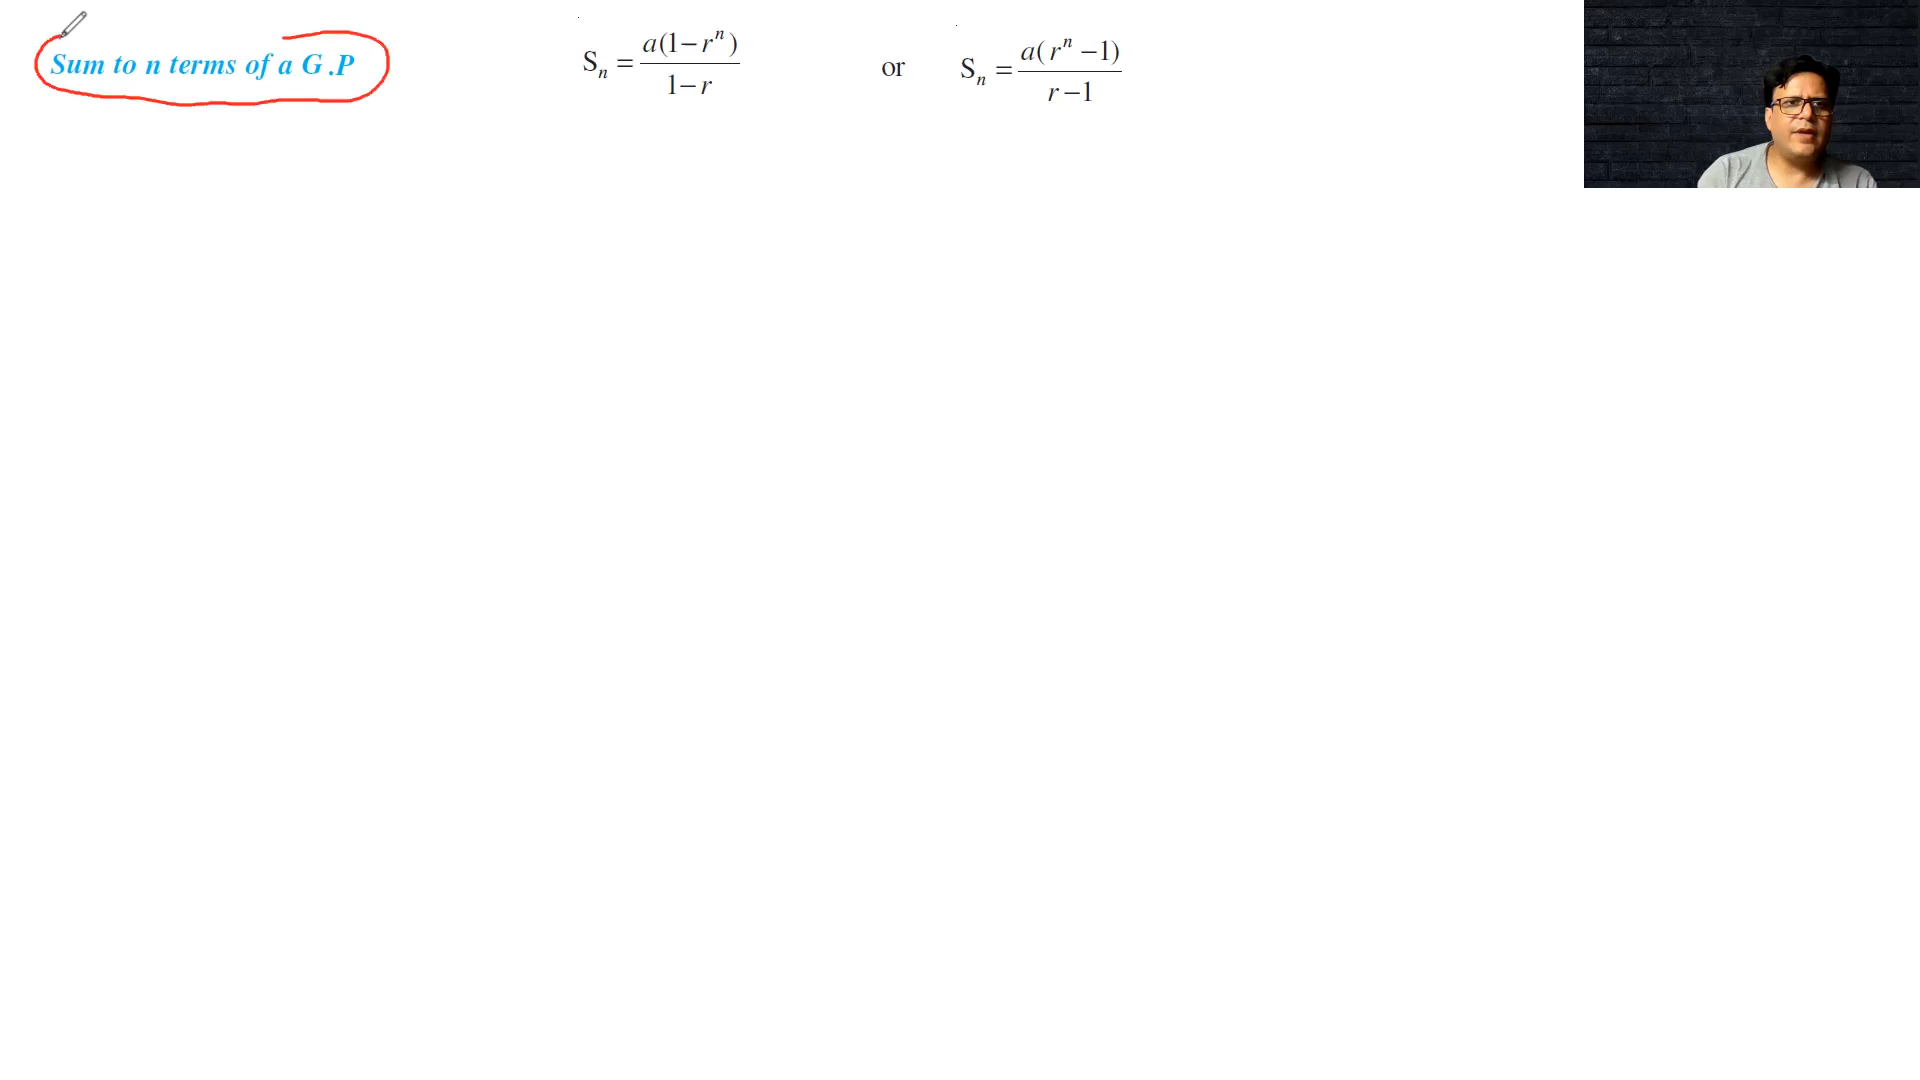 Sum to n terms of a G.P
Sₙ = a(1−rⁿ) / 1−r or Sₙ = a(rⁿ−1) / r−1